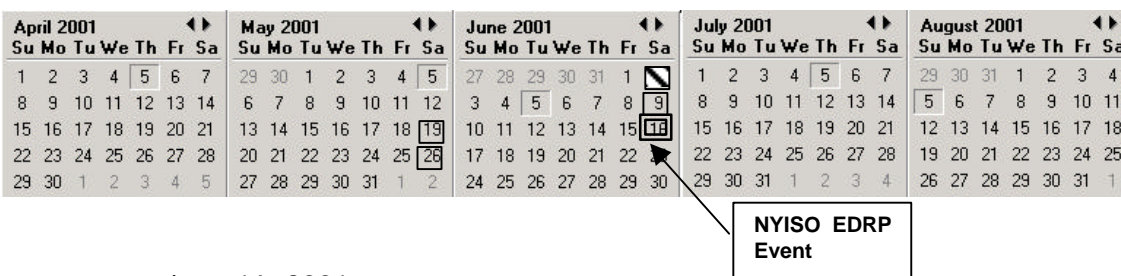 April 2001 May 2001 June 2001 July 2001 August 2001
Su Mo Tu We Th Fr Sa Su Mo Tu We Th Fr Sa Su Mo Tu We Th Fr Sa Su Mo Tu We Th Fr Sa Su Mo Tu We Th Fr Sa
1 2 3 4 5 6 7 29 30 1 2 3 4 5 27 28 29 30 31 1 1 2 3 4 5 6 7 29 30 31 1 2 3 4
8 9 10 11 12 13 14 6 7 8 9 10 11 12 3 4 5 6 7 8 9 8 9 10 11 12 13 14 5 6 7 8 9 10 11
15 16 17 18 19 20 21 13 14 15 16 17 18 19 10 11 12 13 14 15 16 15 16 17 18 19 20 21 12 13 14 15 16 17 18
22 23 24 25 26 27 28 20 21 22 23 24 25 26 17 18 19 20 21 22 22 23 24 25 26 27 28 19 20 21 22 23 24 25
29 30 1 2 3 4 5 27 28 29 30 31 1 2 24 25 26 27 28 29 30 29 30 31 1 2 3 4 26 27 28 29 30 31 1
NYISO EDRP
Event